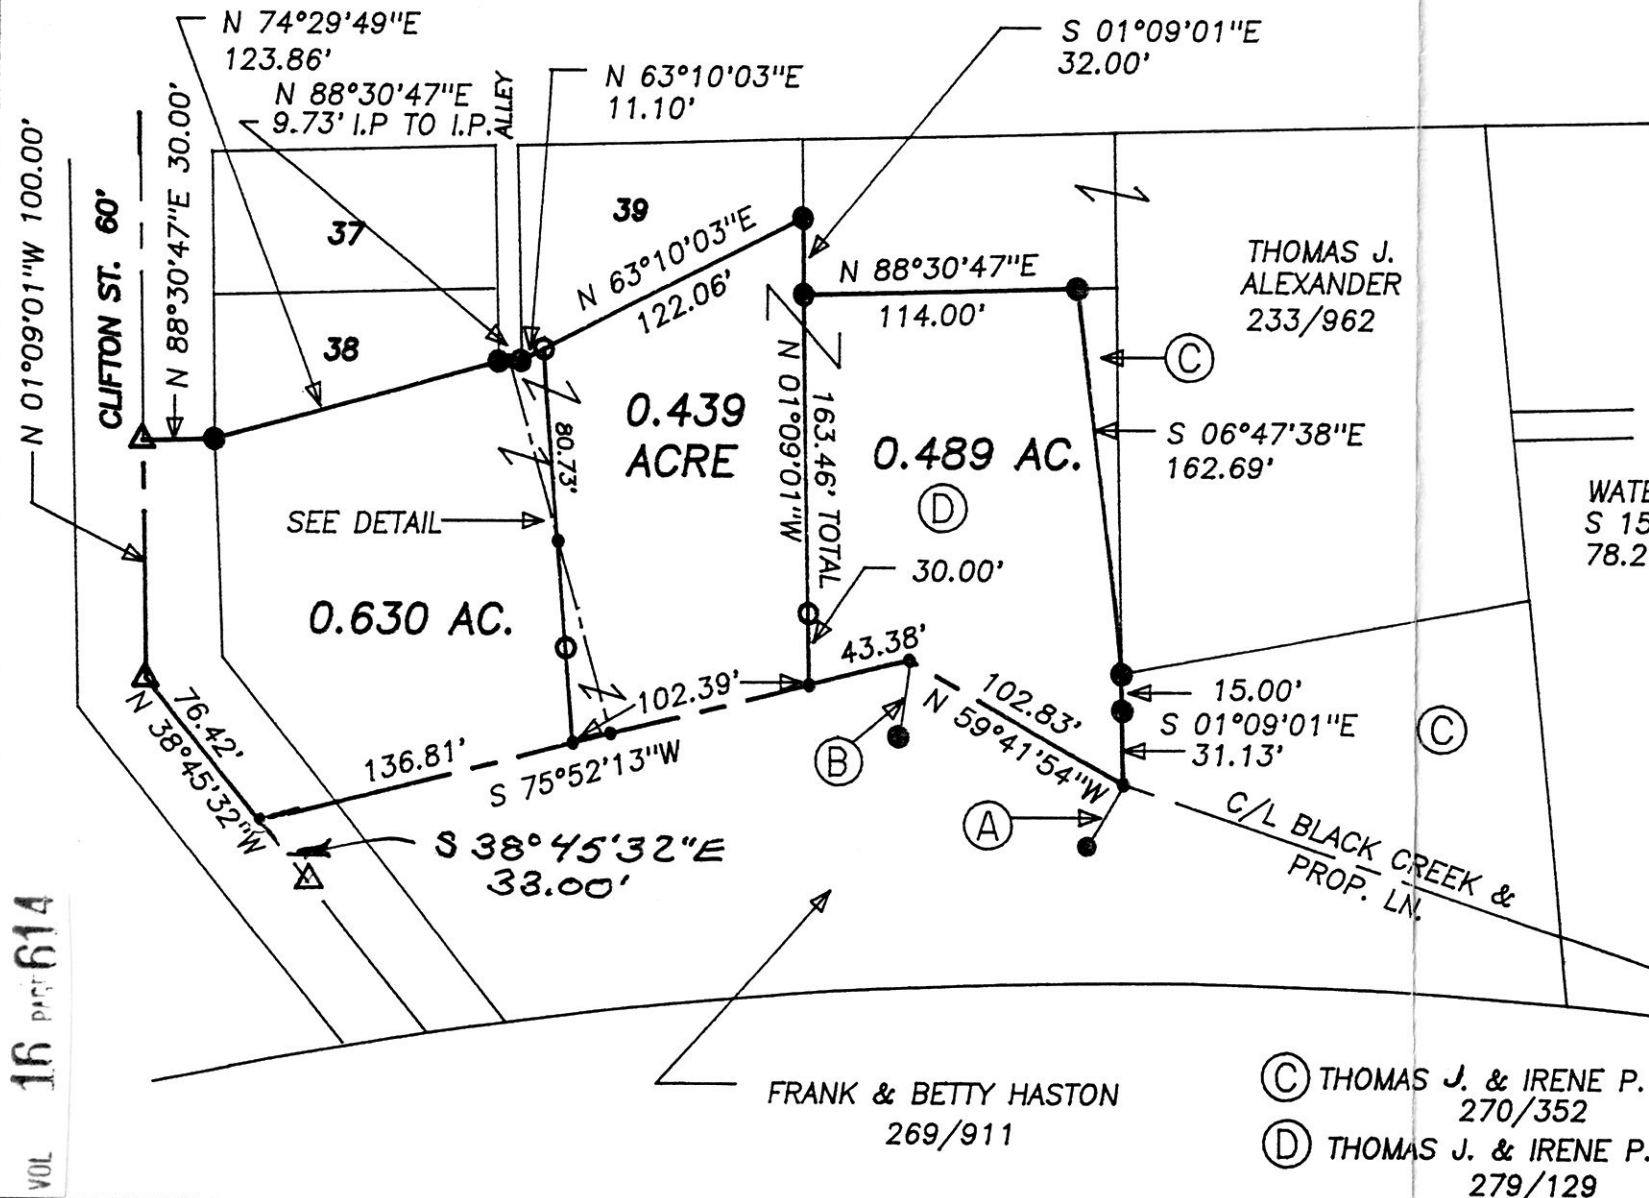 N 74°29'49"E
123.86'
N 88°30'47"E
9.73' I.P TO I.P.
ALLEY
N 63°10'03"E
11.10'
S 01°09'01"E
32.00'
N 01°09'01"W 100.00'
CLIFTON ST. 60'
N 88°30'47"E 30.00'
37
38
39
N 63°10'03"E
122.06'
N 88°30'47"E
114.00'
THOMAS J.
ALEXANDER
233/962
C
S 06°47'38"E
162.69'
0.439
ACRE
80.73'
N 01°09'01"W
163.46' TOTAL
0.489 AC.
D
SEE DETAIL
30.00'
0.630 AC.
43.38'
102.39'
136.81'
S 75°52'13"W
76.42'
N 38°45'32"W
S 38°45'32"E
33.00'
B
102.83'
N 59°41'54"W
15.00'
S 01°09'01"E
31.13'
C
A
C/L BLACK CREEK &
PROP. LN.
S 15
78.2
FRANK & BETTY HASTON
269/911
C THOMAS J. & IRENE P.
270/352
D THOMAS J. & IRENE P.
279/129
VOL 16 PAGE 614